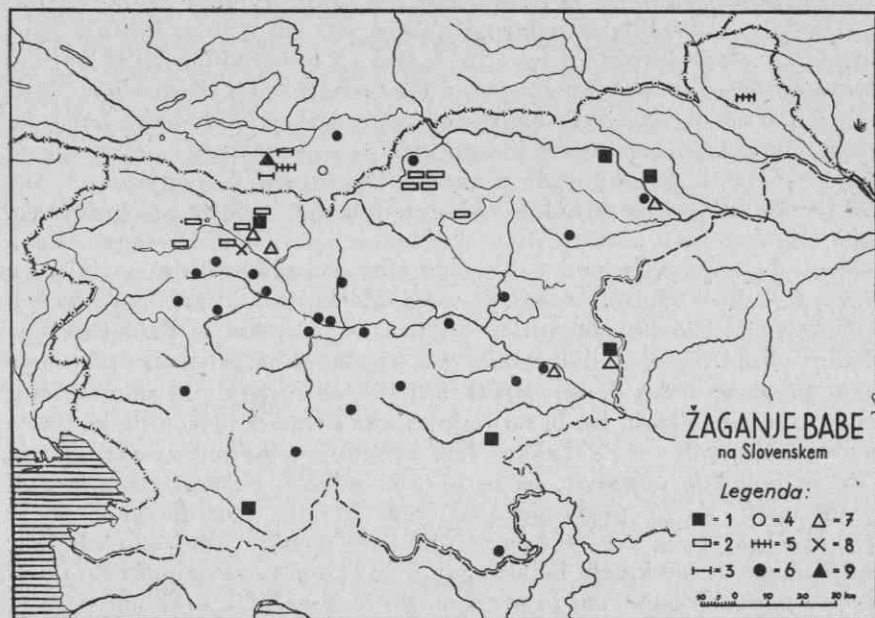 ŽAGANJE BABE
na Slovenskem
Legenda:
= 1 = 4 = 7
= 2 = 5 = 8
= 3 = 6 = 9
10 5 0 10 20 30 km